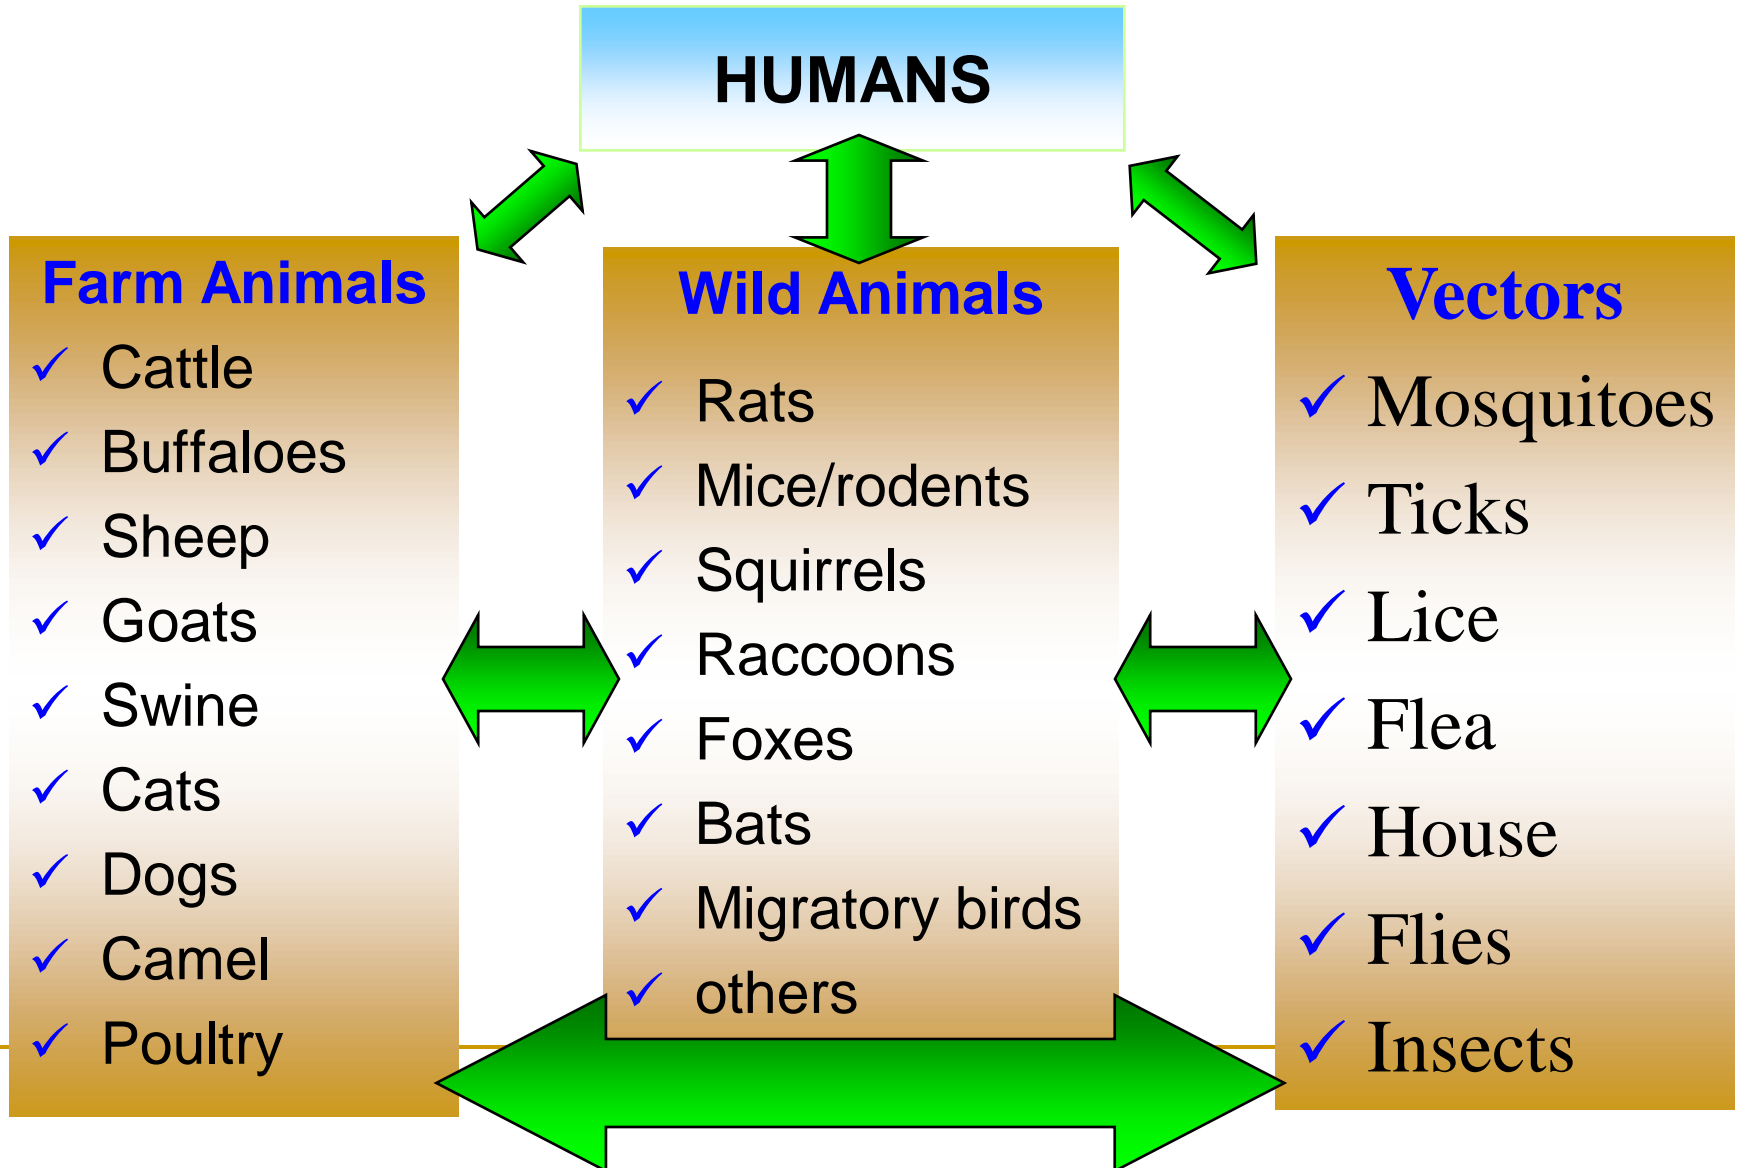 HUMANS
Farm Animals
✓ Cattle
✓ Buffaloes
✓ Sheep
✓ Goats
✓ Swine
✓ Cats
✓ Dogs
✓ Camel
✓ Poultry
Wild Animals
✓ Rats
✓ Mice/rodents
✓ Squirrels
✓ Raccoons
✓ Foxes
✓ Bats
✓ Migratory birds
✓ others
Vectors
✓ Mosquitoes
✓ Ticks
✓ Lice
✓ Flea
✓ House
✓ Flies
✓ Insects